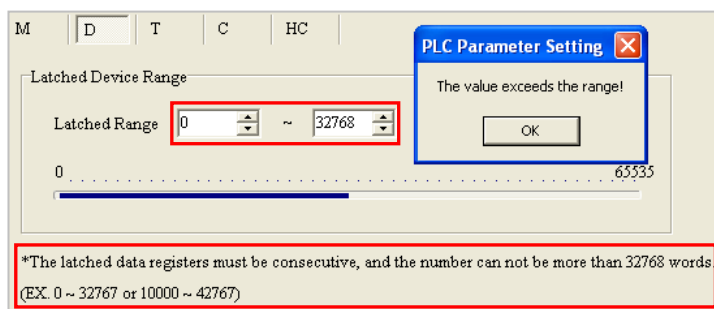 M D T C HC
PLC Parameter Setting
The value exceeds the range!
OK
Latched Device Range
Latched Range 0 ~ 32768
0 65535
*The latched data registers must be consecutive, and the number can not be more than 32768 words.
(EX. 0 ~ 32767 or 10000 ~ 42767)